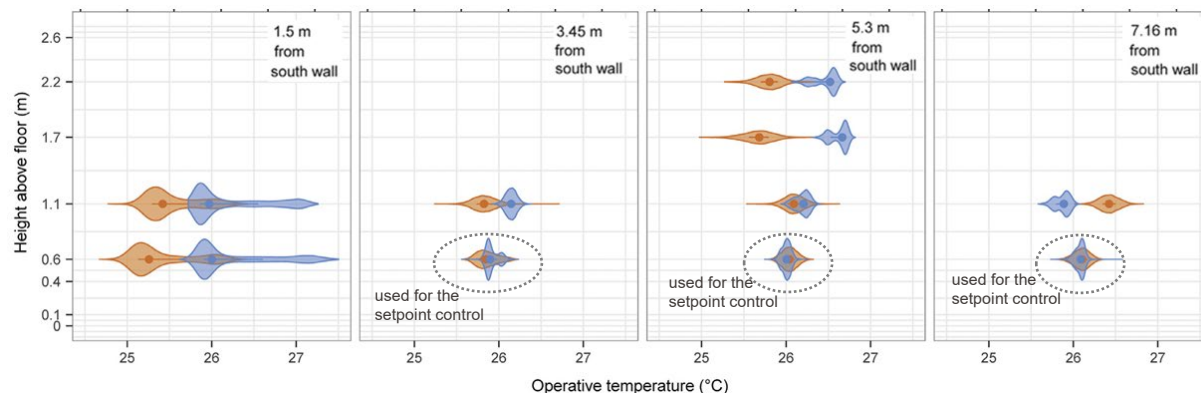 1.5 m
from
south wall
3.45 m
from
south wall
5.3 m
from
south wall
7.16 m
from
south wall
Height above floor (m)
2.6
2.2
1.7
1.1
0.6
0.4
0.1
0
used for the
setpoint control
used for the
setpoint control
used for the
setpoint control
25 26 27 25 26 27 25 26 27 25 26 27
Operative temperature (°C)